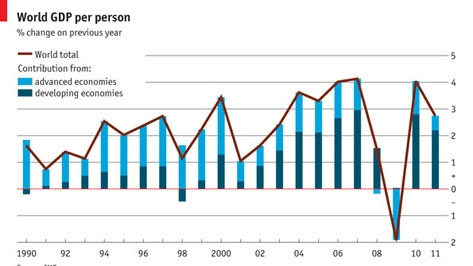 World GDP per person
% change on previous year
World total
Contribution from:
advanced economies
developing economies
5
4
3
2
1
+
0
–
1
2
1990 92 94 96 98 2000 02 04 06 08 10 11